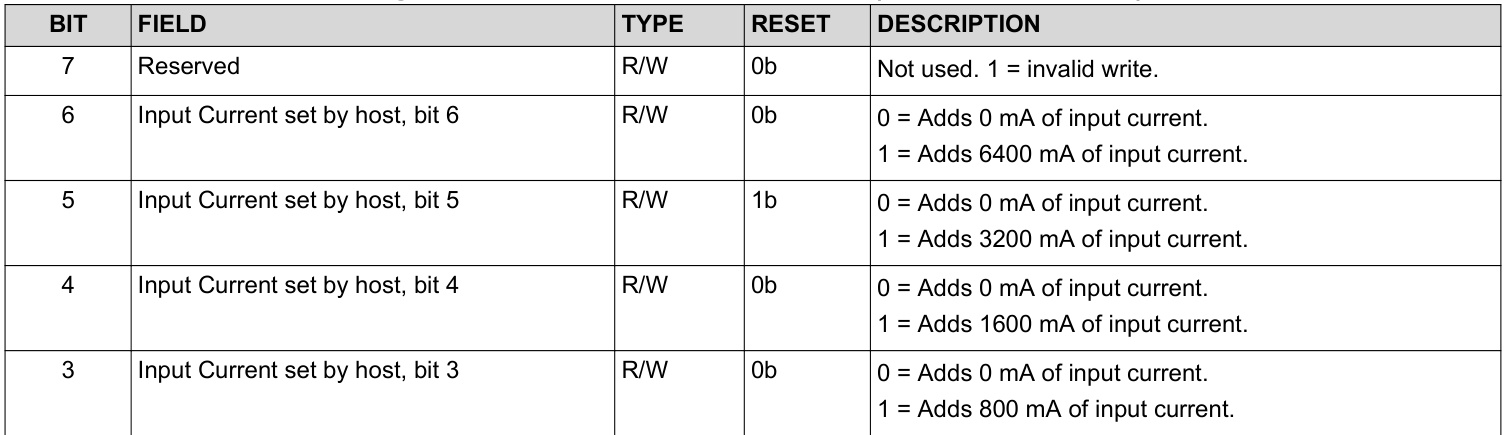 BIT FIELD TYPE RESET DESCRIPTION
7 Reserved R/W 0b Not used. 1 = invalid write.
6 Input Current set by host, bit 6 R/W 0b 0 = Adds 0 mA of input current.
1 = Adds 6400 mA of input current.
5 Input Current set by host, bit 5 R/W 1b 0 = Adds 0 mA of input current.
1 = Adds 3200 mA of input current.
4 Input Current set by host, bit 4 R/W 0b 0 = Adds 0 mA of input current.
1 = Adds 1600 mA of input current.
3 Input Current set by host, bit 3 R/W 0b 0 = Adds 0 mA of input current.
1 = Adds 800 mA of input current.